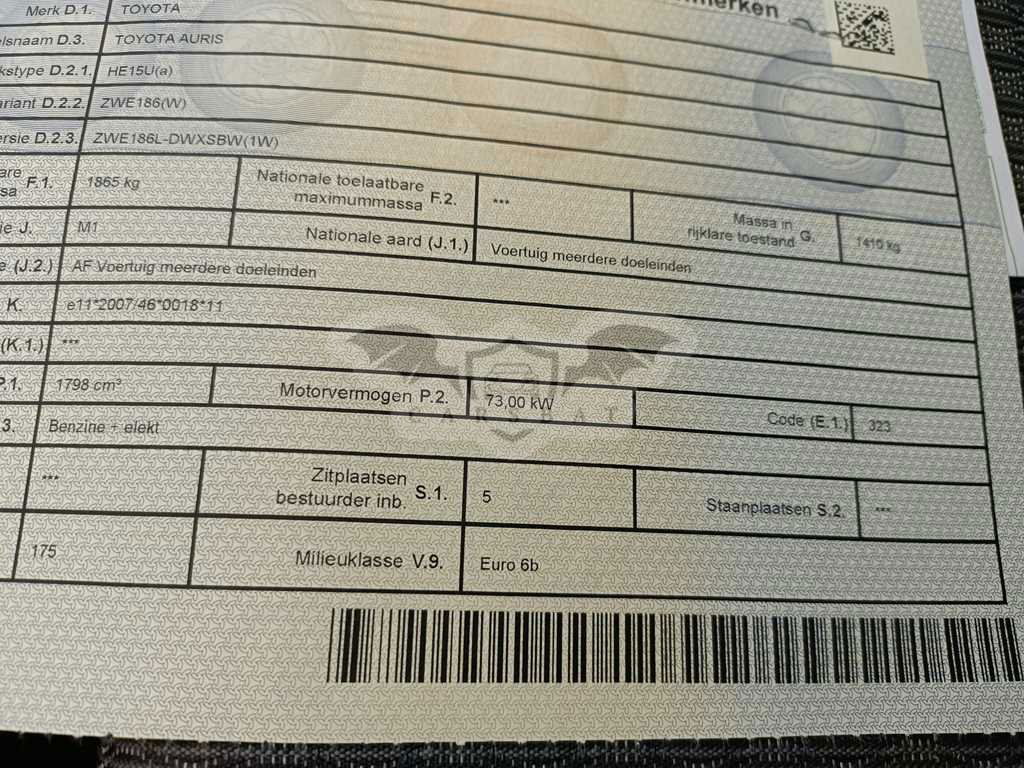 merken
Merk D.1. TOYOTA
elsnaam D.3. TOYOTA AURIS
kstype D.2.1. HE15U(a)
ariant D.2.2. ZWE186(W)
ersie D.2.3. ZWE186L-DWXSBW(1W)
are
sa F.1. 1865 kg
Nationale toelaatbare
maximummassa F.2. ***
Massa in
rijklare toestand G. 1410 kg
ie J. M1
Nationale aard (J.1.) Voertuig meerdere doeleinden
e (J.2.) AF Voertuig meerdere doeleinden
K. e11*2007/46*0018*11
(K.1.) ***
P.1. 1798 cm³ Motorvermogen P.2. 73,00 kW Code (E.1.) 323
CARSBAT
3. Benzine + elekt
***
Zitplaatsen
bestuurder inb. S.1. 5
Staanplaatsen S.2. ***
175 Milieuklasse V.9. Euro 6b